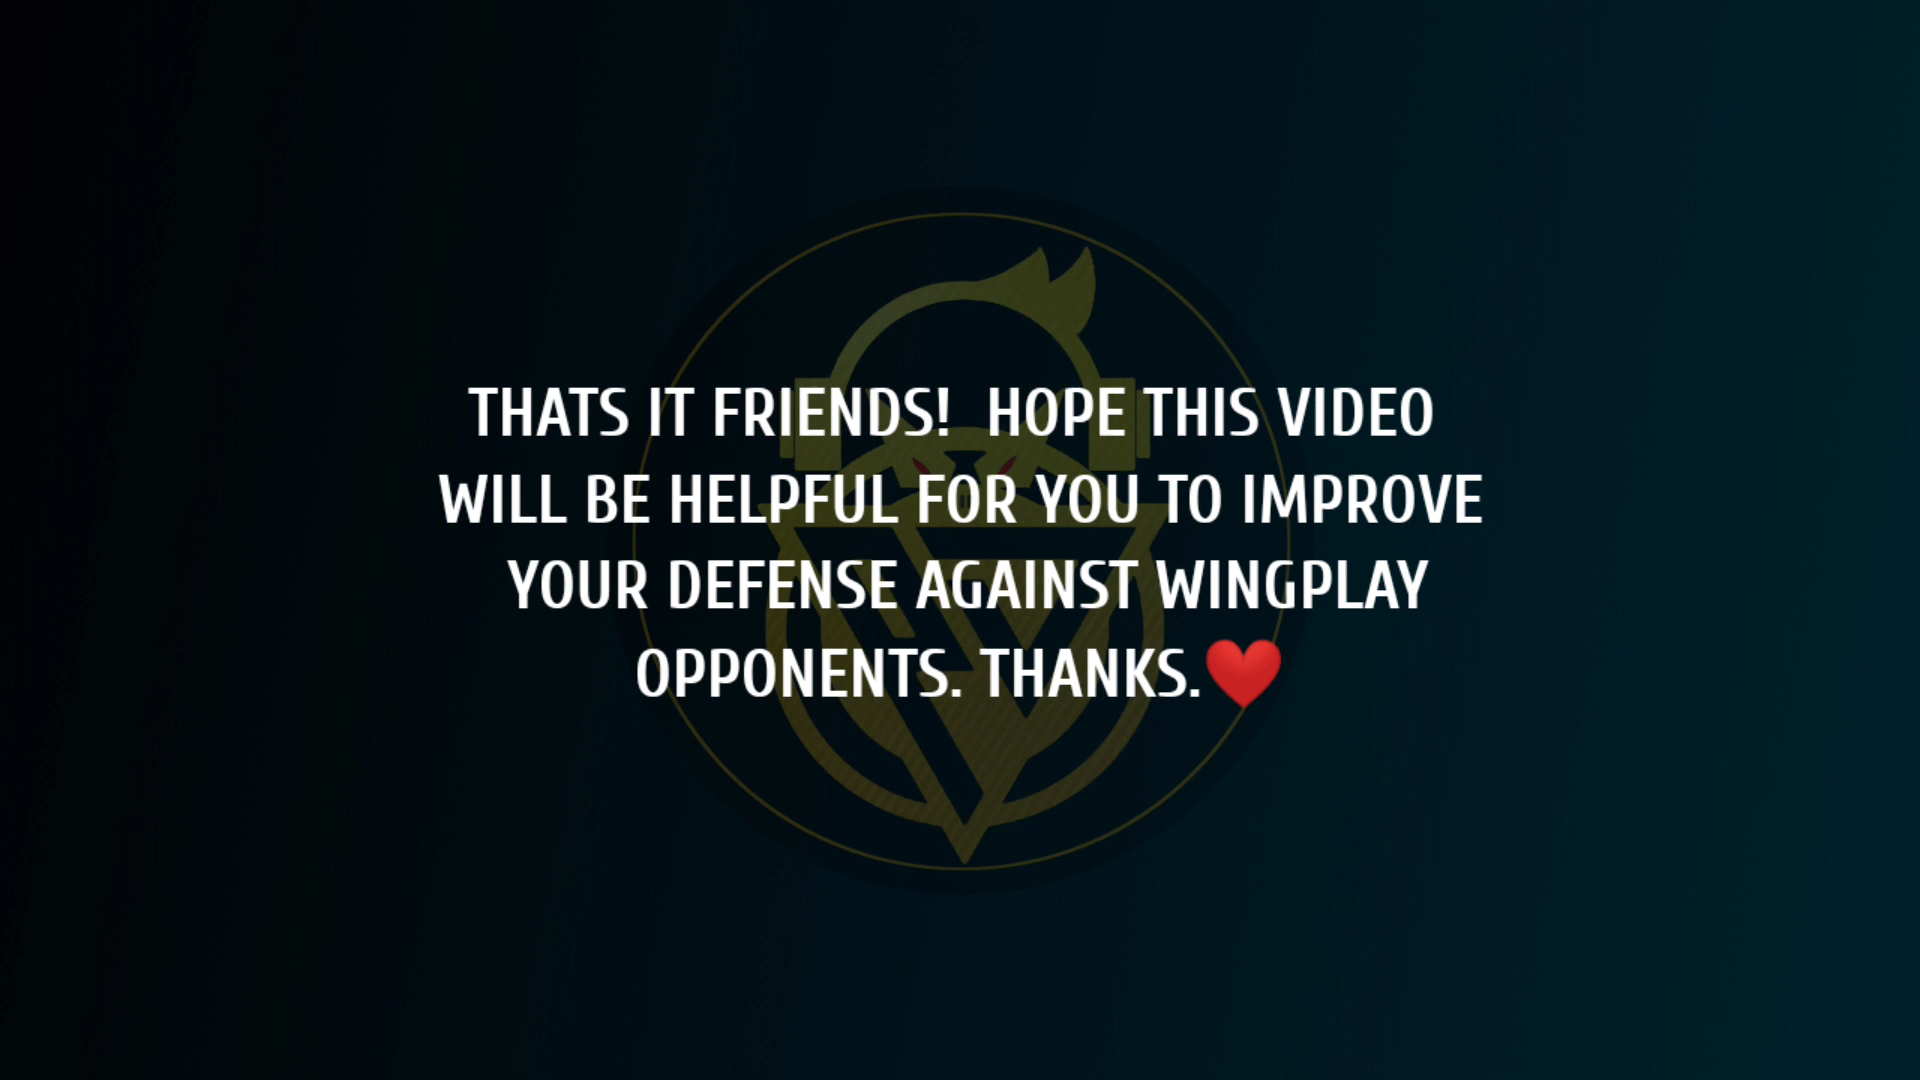 THATS IT FRIENDS!  HOPE THIS VIDEO
WILL BE HELPFUL FOR YOU TO IMPROVE
YOUR DEFENSE AGAINST WINGPLAY
OPPONENTS. THANKS.❤️